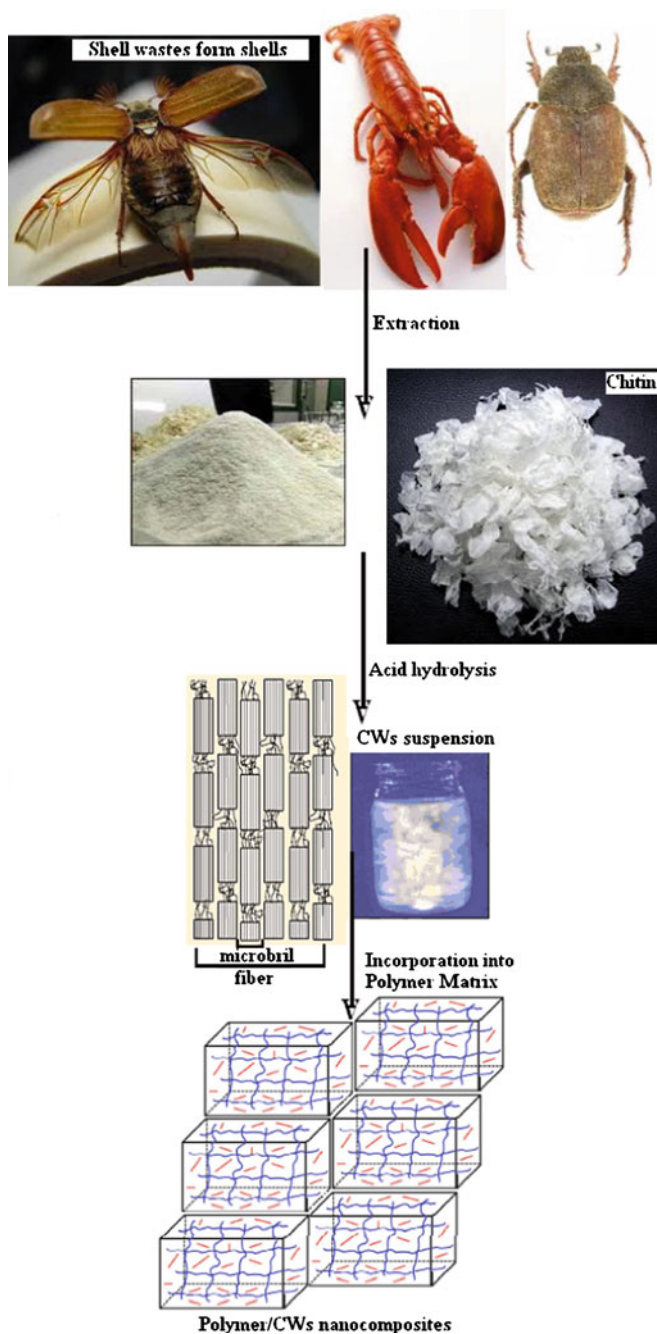 Shell wastes form shells
Extraction
Chitin
Acid hydrolysis
CWs suspension
microbril
fiber
Incorporation into
Polymer Matrix
Polymer/CWs nanocomposites